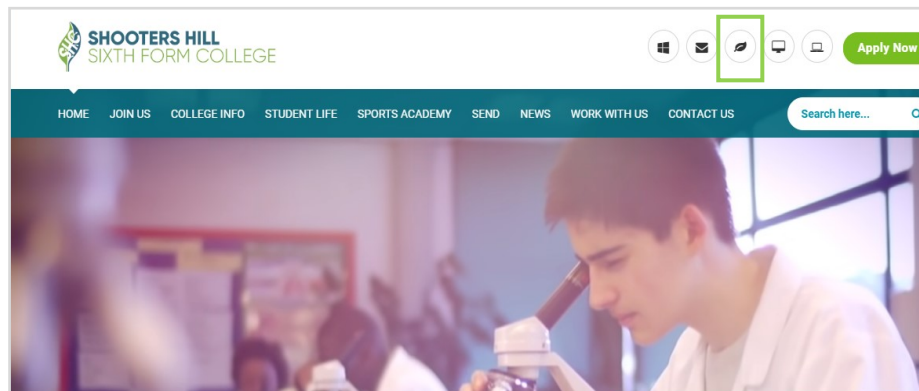 SHOOTERS HILL
SIXTH FORM COLLEGE
Apply Now
HOME JOIN US COLLEGE INFO STUDENT LIFE SPORTS ACADEMY SEND NEWS WORK WITH US CONTACT US
Search here...